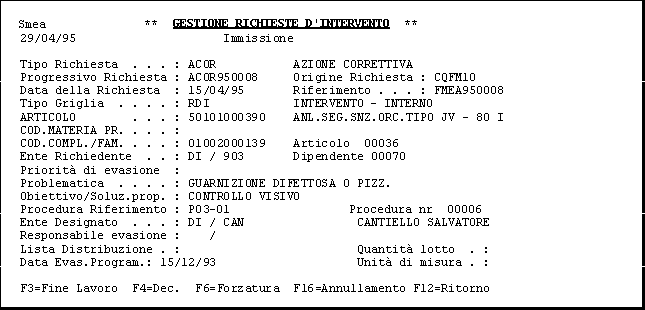 Smea ** GESTIONE RICHIESTE D'INTERVENTO **
29/04/95 Immissione
Tipo Richiesta . . . : ACOR AZIONE CORRETTIVA
Progressivo Richiesta : ACOR950008 Origine Richiesta : CQFM10
Data della Richiesta : 15/04/95 Riferimento . . . : FMEA950008
Tipo Griglia . . . . : RDI INTERVENTO - INTERNO
ARTICOLO . . . . : 50101000390 ANL.SEG.SNZ.ORC.TIPO JV - 80 I
COD.MATERIA PR. . . . :
COD.COMPL./FAM. . . . : 01002000139 Articolo 00036
Ente Richiedente . . : DI / 903 Dipendente 00070
Priorità di evasione :
Problematica . . . . : GUARNIZIONE DIFETTOSA O PIZZ.
Obiettivo/Soluz.prop. : CONTROLLO VISIVO
Procedura Riferimento : P03-01 Procedura nr 00006
Ente Designato . . . : DI / CAN CANTIELLO SALVATORE
Responsabile evasione : /
Lista Distribuzione . : Quantità lotto . :
Data Evas.Program.: 15/12/93 Unità di misura . :
F3=Fine Lavoro F4=Dec. F6=Forzatura F16=Annullamento F12=Ritorno